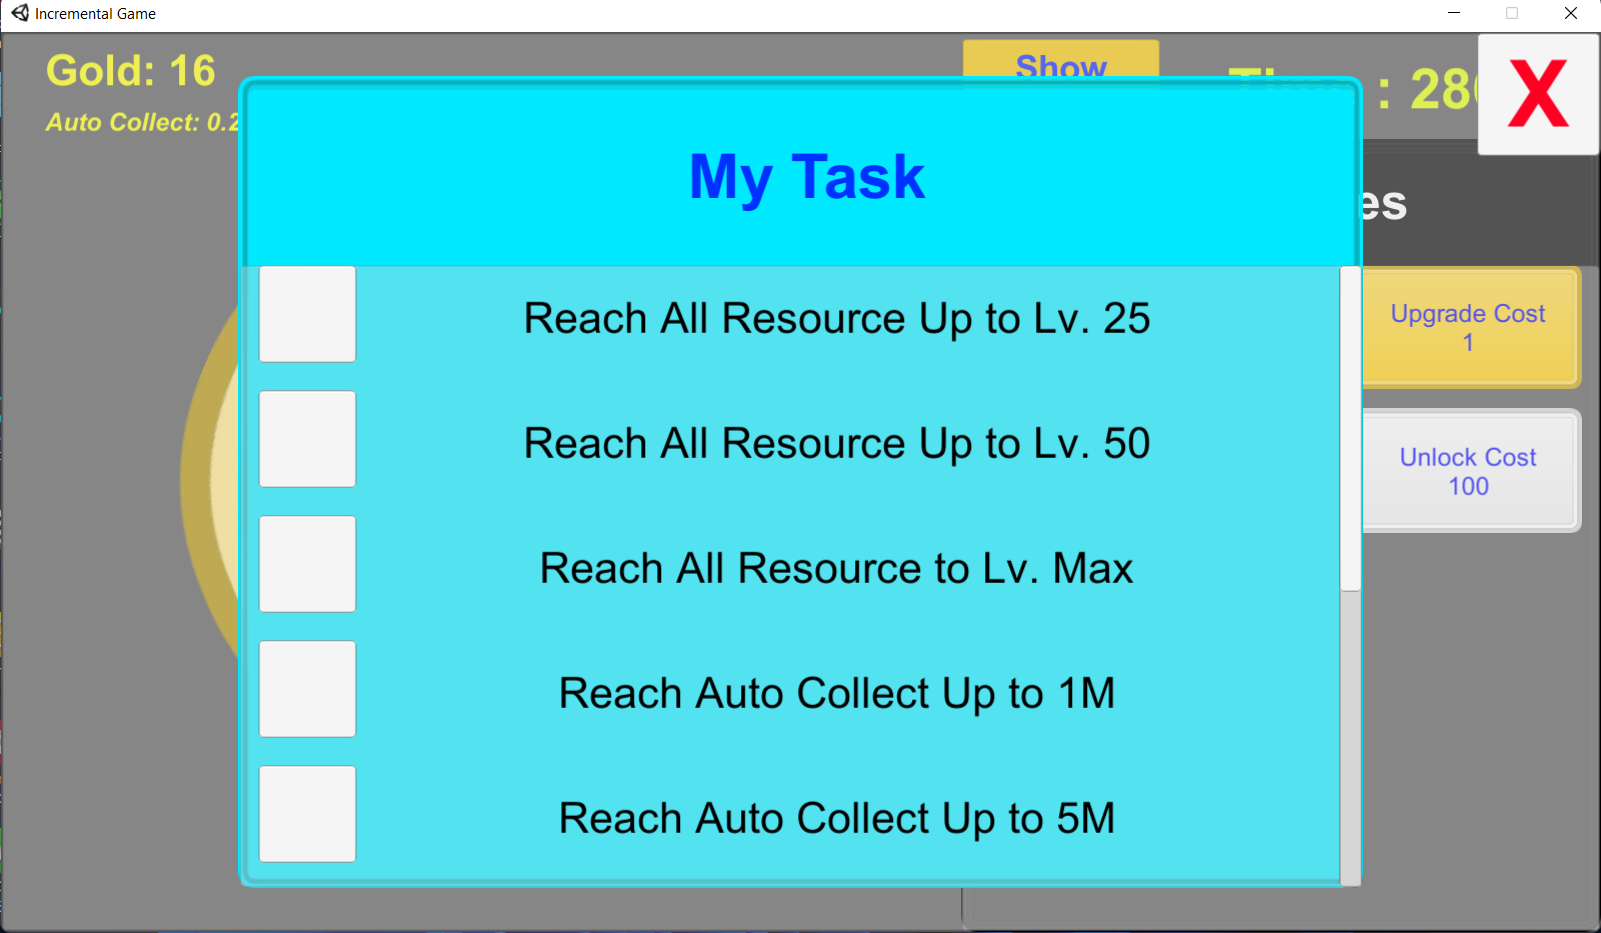 Incremental Game
Gold: 16
Auto Collect: 0.2
Show
: 28
X
My Task
es
Reach All Resource Up to Lv. 25
Reach All Resource Up to Lv. 50
Reach All Resource to Lv. Max
Reach Auto Collect Up to 1M
Reach Auto Collect Up to 5M
Upgrade Cost
1
Unlock Cost
100